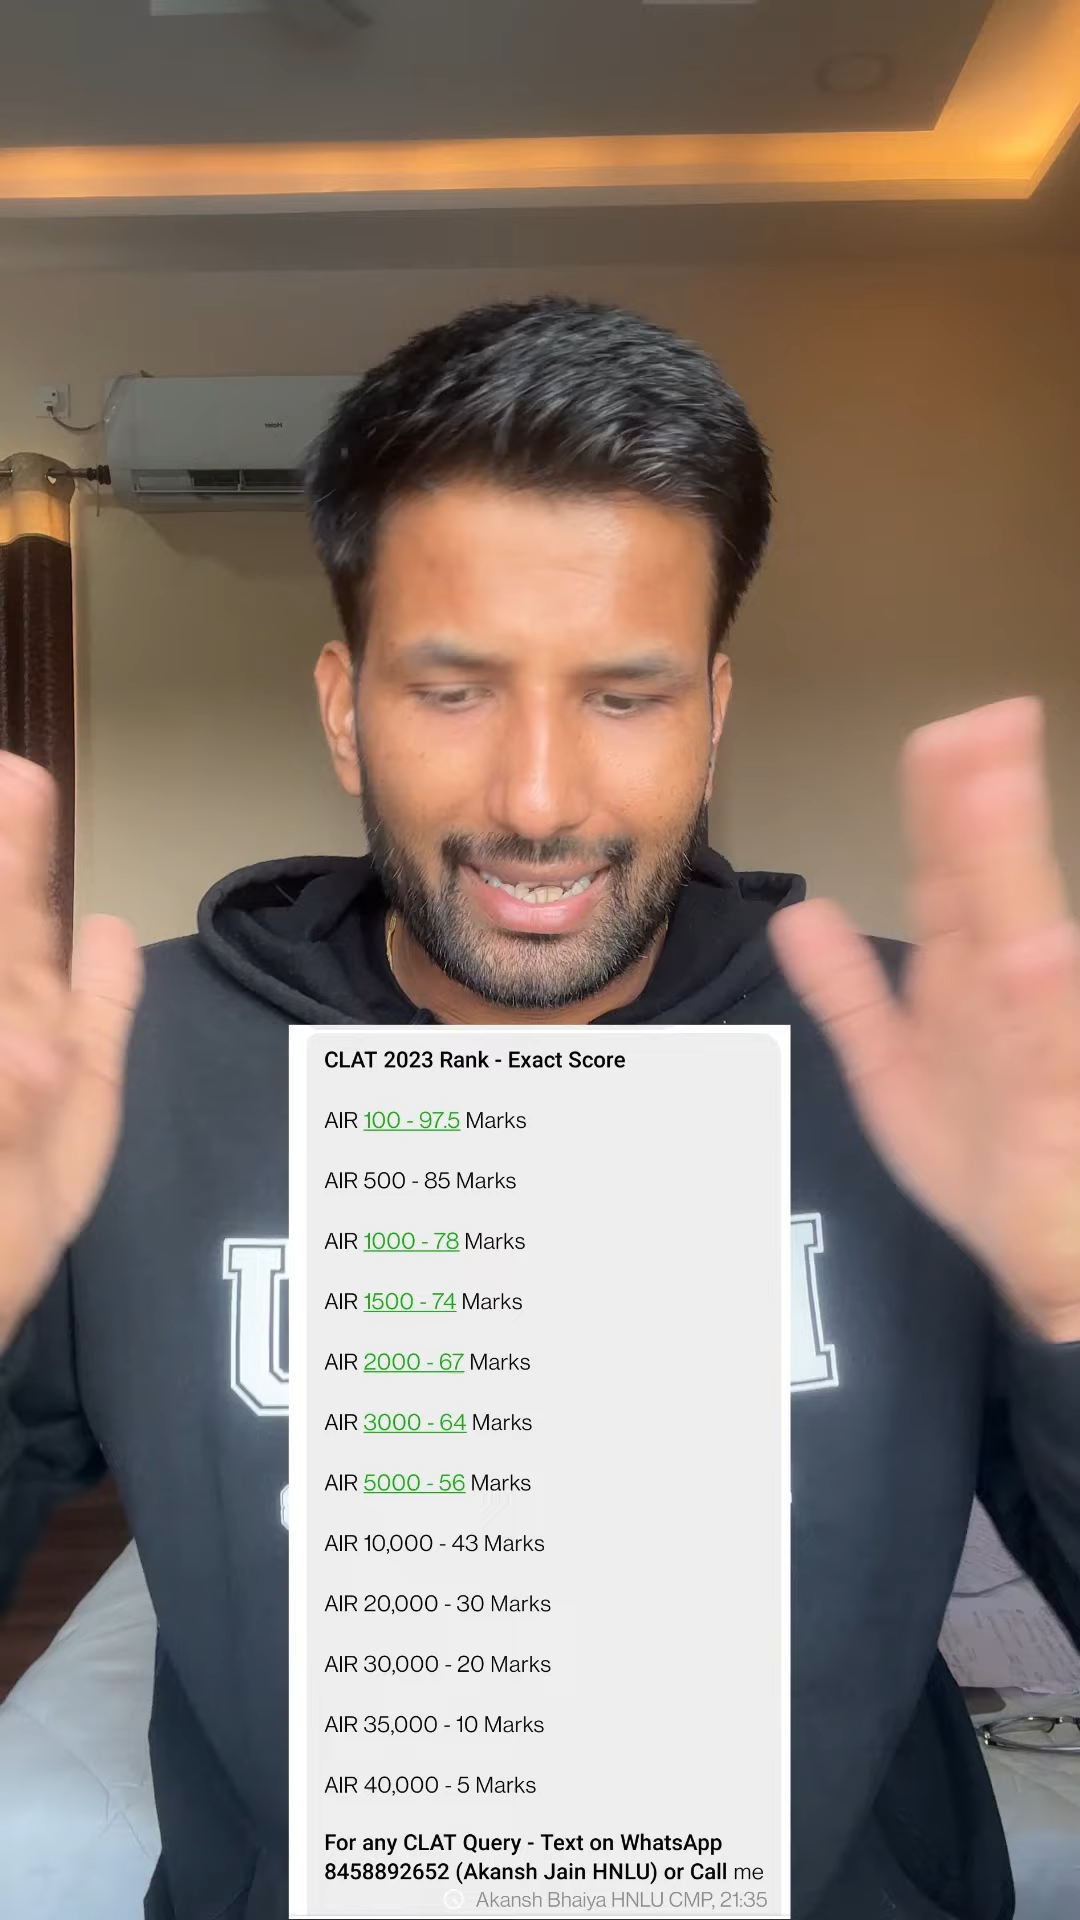 CLAT 2023 Rank - Exact Score
AIR 100 - 97.5 Marks
AIR 500 - 85 Marks
AIR 1000 - 78 Marks
AIR 1500 - 74 Marks
AIR 2000 - 67 Marks
AIR 3000 - 64 Marks
AIR 5000 - 56 Marks
AIR 10,000 - 43 Marks
AIR 20,000 - 30 Marks
AIR 30,000 - 20 Marks
AIR 35,000 - 10 Marks
AIR 40,000 - 5 Marks
For any CLAT Query - Text on WhatsApp
8458892652 (Akansh Jain HNLU) or Call me
Akansh Bhaiya HNLU CMP, 21:35